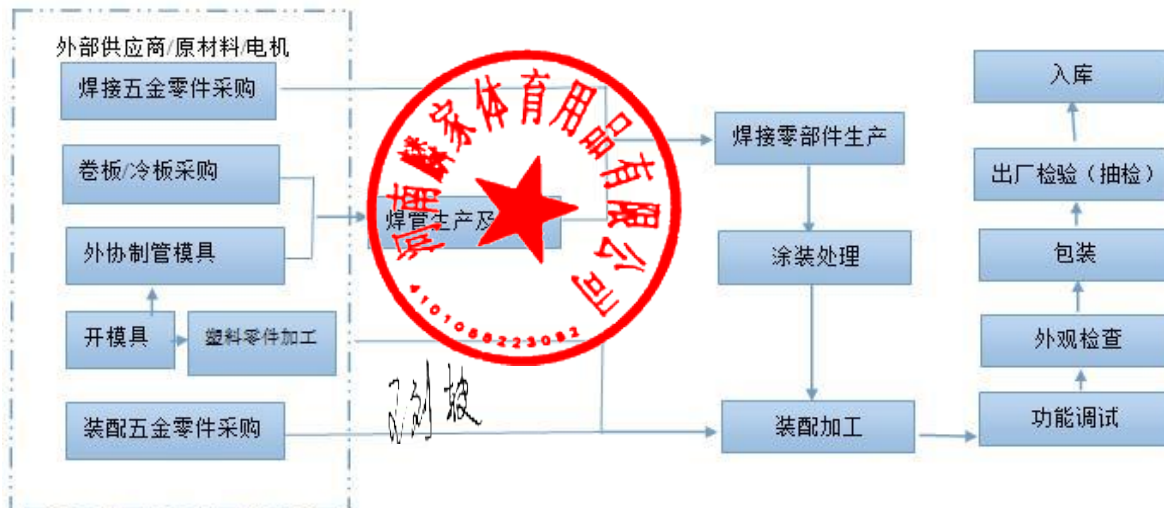 外部供应商/原材料/电机
焊接五金零件采购
卷板/冷板采购
外协制管模具
开模具
塑料零件加工
装配五金零件采购
焊管生产及
河南麟家体育用品有限公司
焊接零部件生产
涂装处理
装配加工
入库
出厂检验（抽检）
包装
外观检查
功能调试